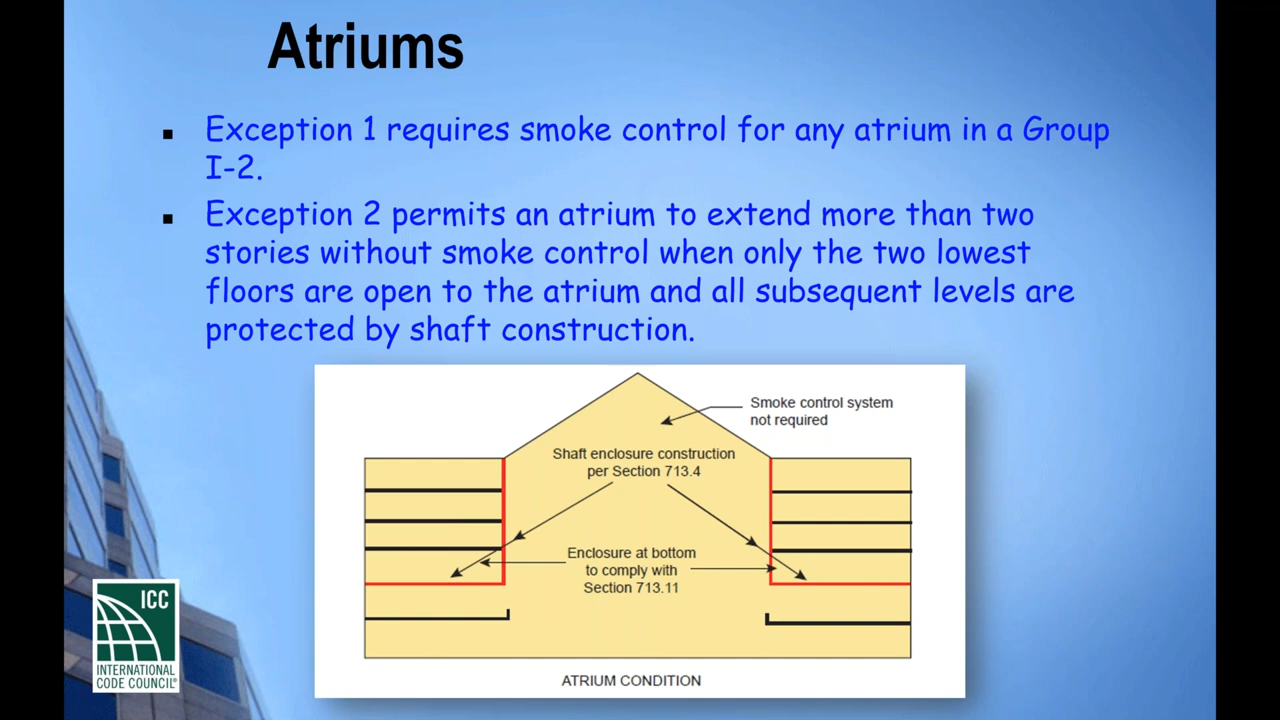 Atriums
Exception 1 requires smoke control for any atrium in a Group
I-2.
Exception 2 permits an atrium to extend more than two
stories without smoke control when only the two lowest
floors are open to the atrium and all subsequent levels are
protected by shaft construction.
Smoke control system
not required
Shaft enclosure construction
per Section 713.4
Enclosure at bottom
to comply with
Section 713.11
ATRIUM CONDITION
ICC
INTERNATIONAL
CODE COUNCIL®